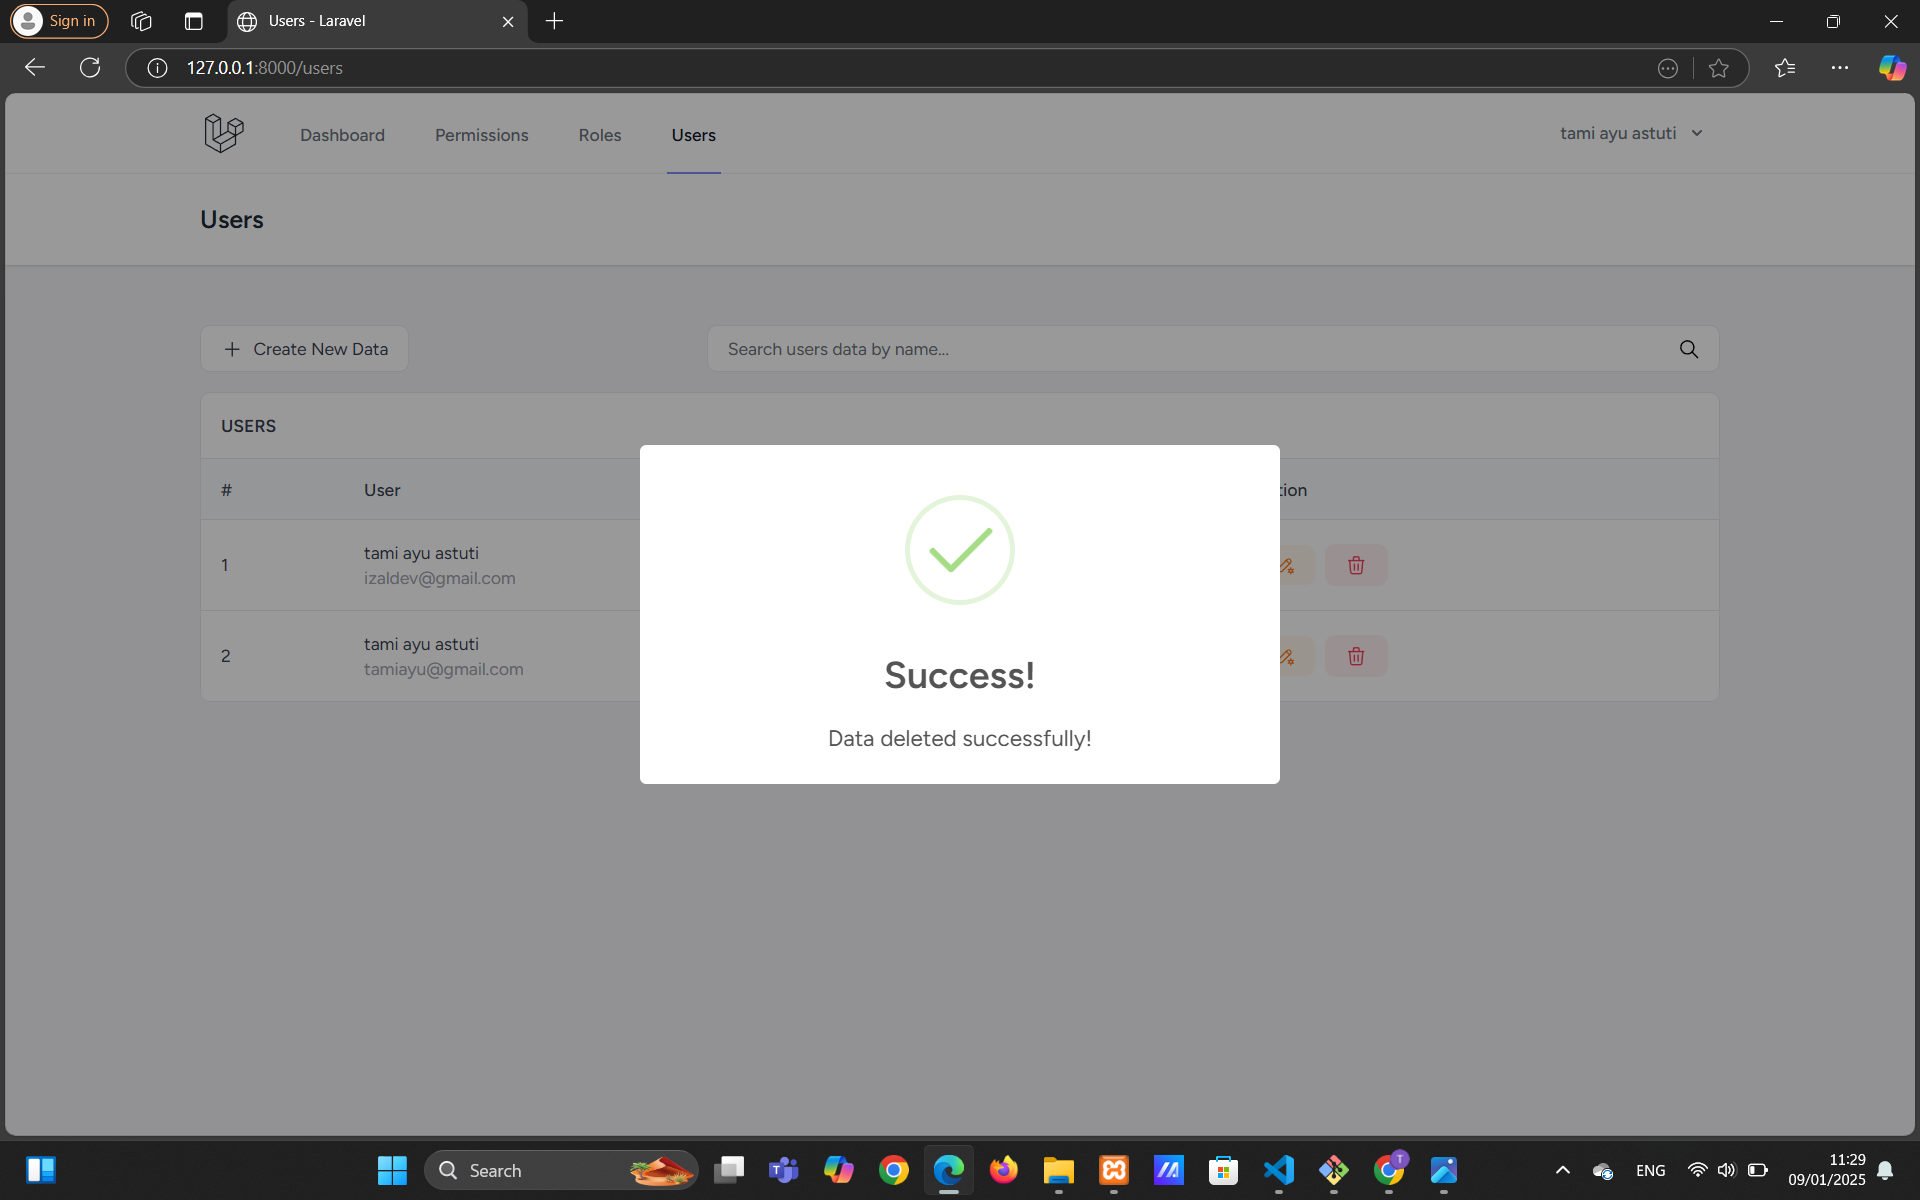 Sign in
Users - Laravel
127.0.0.1:8000/users
Dashboard
Permissions
Roles
Users
tami ayu astuti
Users
Create New Data
Search users data by name...
USERS
#
User
tion
1
tami ayu astuti
izaldev@gmail.com
2
tami ayu astuti
tamiayu@gmail.com
Success!
Data deleted successfully!
Search
T
ENG
11:29
09/01/2025